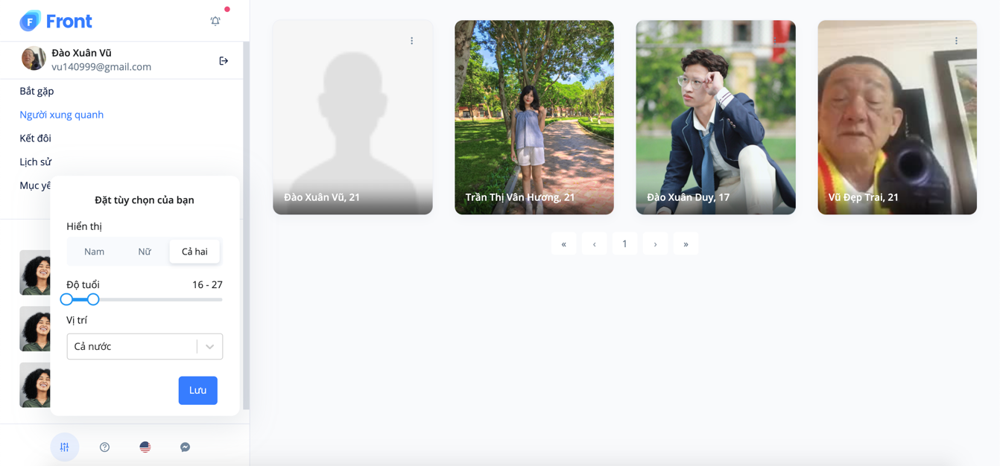 F Front
Đào Xuân Vũ
vu140999@gmail.com
Bắt gặp
Người xung quanh
Kết đôi
Lịch sử
Mục yê
Đặt tùy chọn của bạn
Hiển thị
Nam Nữ Cả hai
Độ tuổi 16 - 27
Vị trí
Cả nước
Lưu
Đào Xuân Vũ, 21
Trần Thị Vân Hương, 21
Đào Xuân Duy, 17
Vũ Đẹp Trai, 21
« ‹ 1 › »